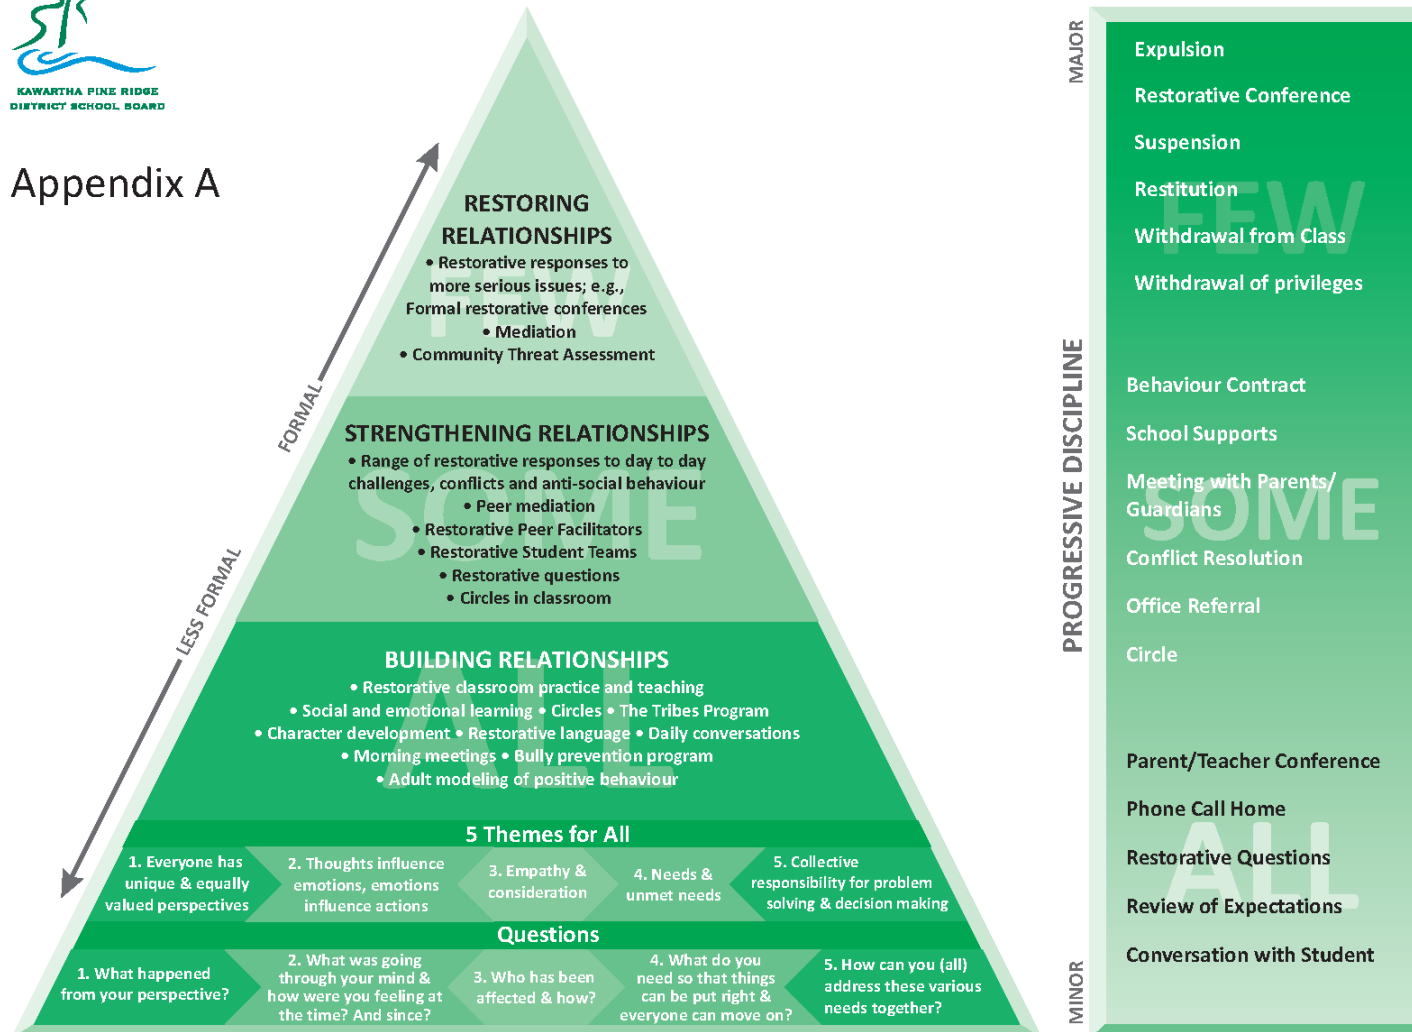 KAWARTHA PINE RIDGE
DISTRICT SCHOOL BOARD
Appendix A
FORMAL
LESS FORMAL
FEW
RESTORING
RELATIONSHIPS
• Restorative responses to
more serious issues; e.g.,
Formal restorative conferences
• Mediation
• Community Threat Assessment
SOME
STRENGTHENING RELATIONSHIPS
• Range of restorative responses to day to day
challenges, conflicts and anti-social behaviour
• Peer mediation
• Restorative Peer Facilitators
• Restorative Student Teams
• Restorative questions
• Circles in classroom
ALL
BUILDING RELATIONSHIPS
• Restorative classroom practice and teaching
• Social and emotional learning • Circles • The Tribes Program
• Character development • Restorative language • Daily conversations
• Morning meetings • Bully prevention program
• Adult modeling of positive behaviour
5 Themes for All
1. Everyone has
unique & equally
valued perspectives
2. Thoughts influence
emotions, emotions
influence actions
3. Empathy &
consideration
4. Needs &
unmet needs
5. Collective
responsibility for problem
solving & decision making
Questions
1. What happened
from your perspective?
2. What was going
through your mind &
how were you feeling at
the time? And since?
3. Who has been
affected & how?
4. What do you
need so that things
can be put right &
everyone can move on?
5. How can you (all)
address these various
needs together?
MAJOR
PROGRESSIVE DISCIPLINE
MINOR
FEW
Expulsion
Restorative Conference
Suspension
Restitution
Withdrawal from Class
Withdrawal of privileges
SOME
Behaviour Contract
School Supports
Meeting with Parents/
Guardians
Conflict Resolution
Office Referral
Circle
ALL
Parent/Teacher Conference
Phone Call Home
Restorative Questions
Review of Expectations
Conversation with Student